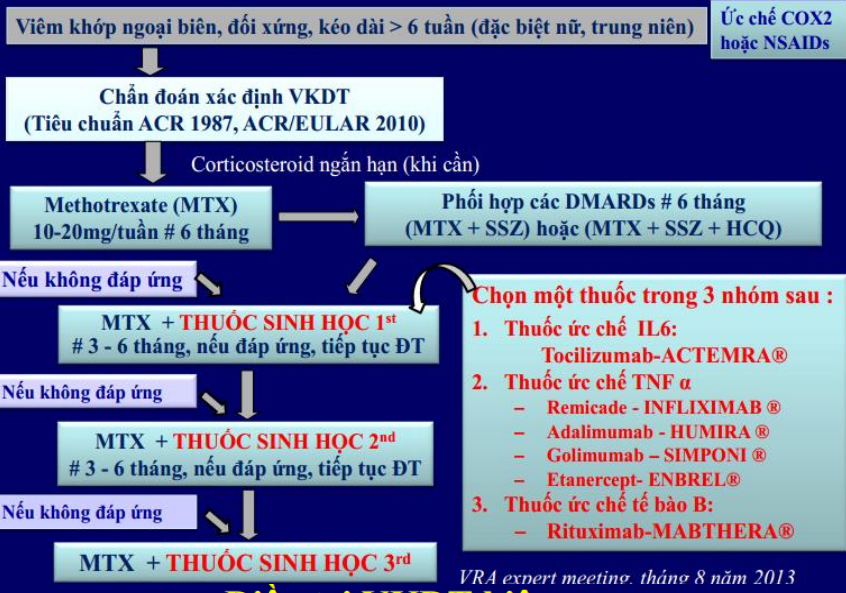 Viêm khớp ngoại biên, đối xứng, kéo dài > 6 tuần (đặc biệt nữ, trung niên)
Ức chế COX2
hoặc NSAIDs
Chẩn đoán xác định VKDT
(Tiêu chuẩn ACR 1987, ACR/EULAR 2010)
Corticosteroid ngắn hạn (khi cần)
Methotrexate (MTX)
10-20mg/tuần # 6 tháng
Phối hợp các DMARDs # 6 tháng
(MTX + SSZ) hoặc (MTX + SSZ + HCQ)
Nếu không đáp ứng
MTX + THUỐC SINH HỌC 1st
# 3 - 6 tháng, nếu đáp ứng, tiếp tục ĐT
Nếu không đáp ứng
MTX + THUỐC SINH HỌC 2nd
# 3 - 6 tháng, nếu đáp ứng, tiếp tục ĐT
Nếu không đáp ứng
MTX + THUỐC SINH HỌC 3rd
Chọn một thuốc trong 3 nhóm sau :
1. Thuốc ức chế IL6:
Tocilizumab-ACTEMRA®
2. Thuốc ức chế TNF α
– Remicade - INFLIXIMAB ®
– Adalimumab - HUMIRA ®
– Golimumab – SIMPONI ®
– Etanercept- ENBREL®
3. Thuốc ức chế tế bào B:
– Rituximab-MABTHERA®
VRA expert meeting, tháng 8 năm 2013